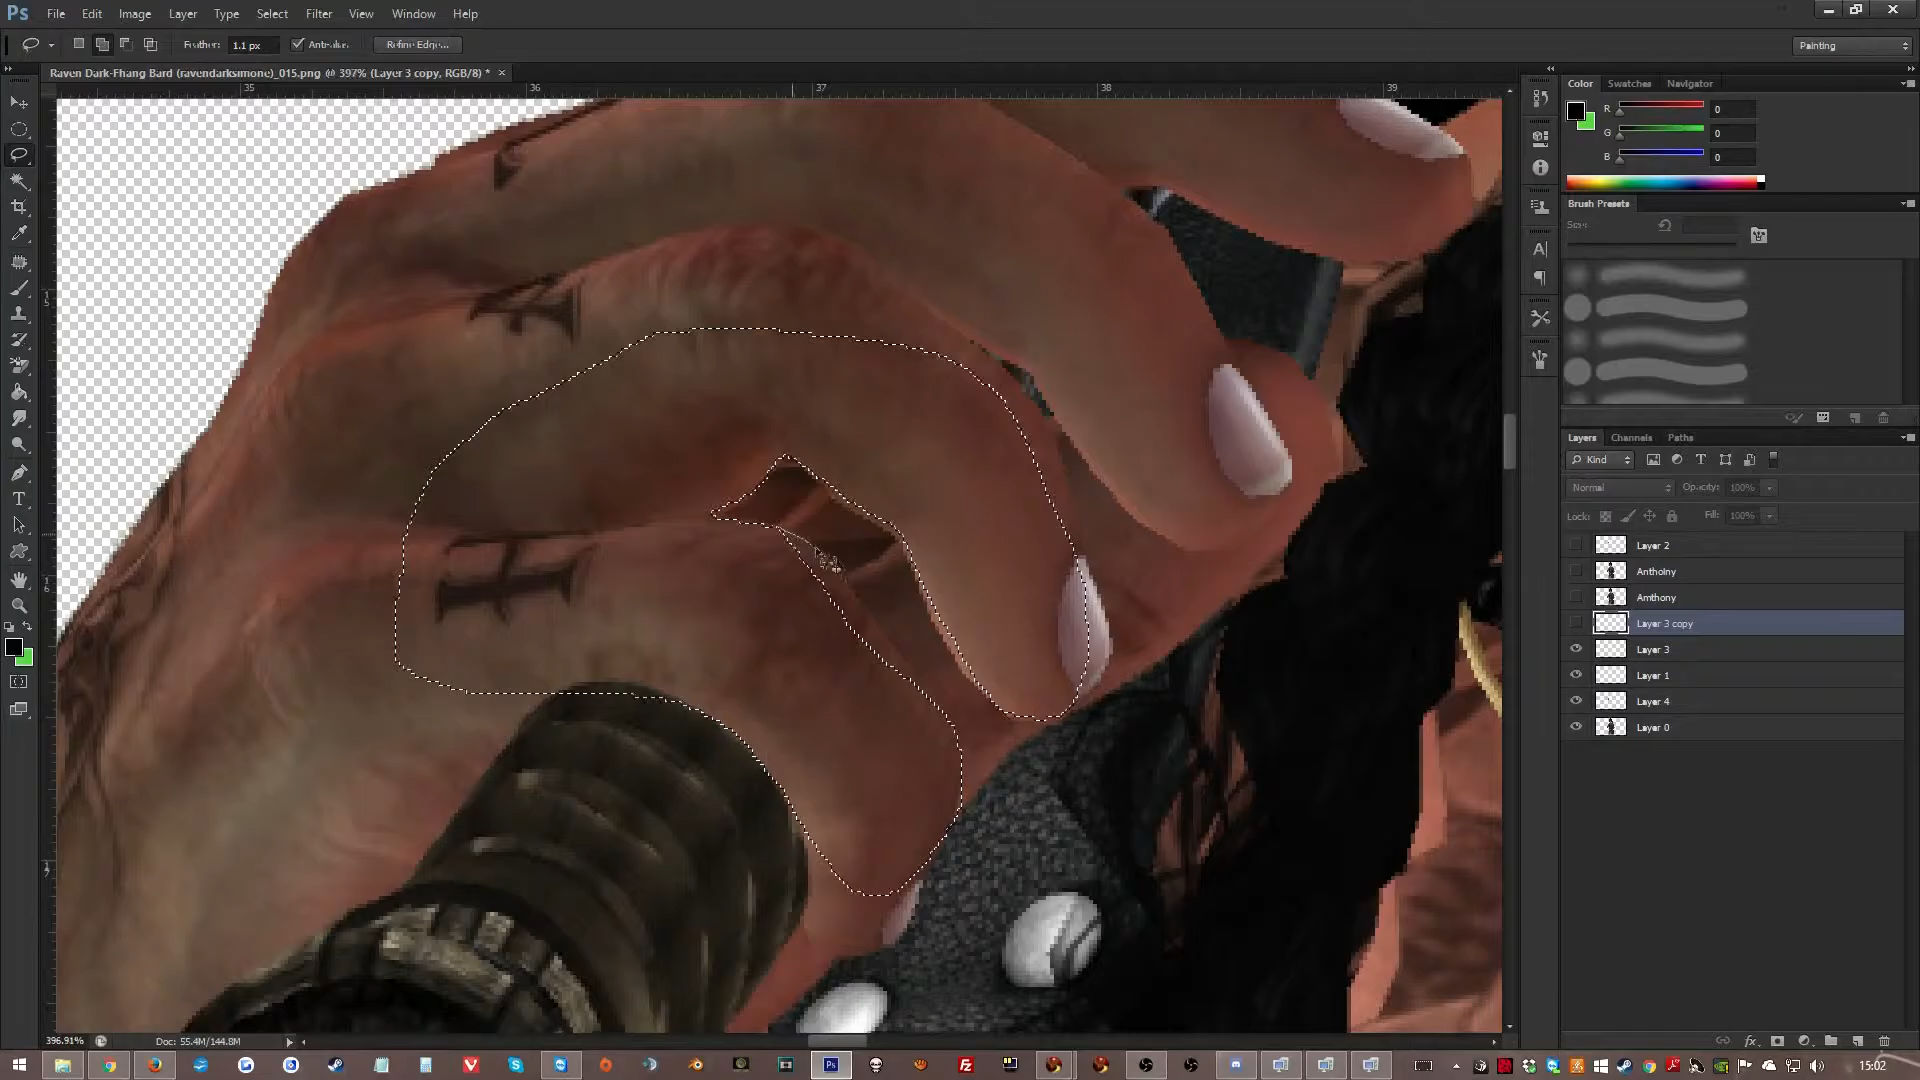 Ps File Edit Image Layer Type Select Filter View Window Help
Feather: 1.1 px Anti-alias Refine Edge... Painting
Raven Dark-Fhang Bard (ravendarksimone)_015.png @ 397% (Layer 3 copy, RGB/8) * ×
Color Swatches Navigator
35 36 37 38 39
R 0
G 0
B 0
Brush Presets
Size:
Layers Channels Paths
Kind
Normal Opacity: 100%
Lock: Fill: 100%
Layer 2
Antholny
Amthony
Layer 3 copy
Layer 3
Layer 1
Layer 4
Layer 0
H
396.91% Doc: 55.4M/144.8M
15:02